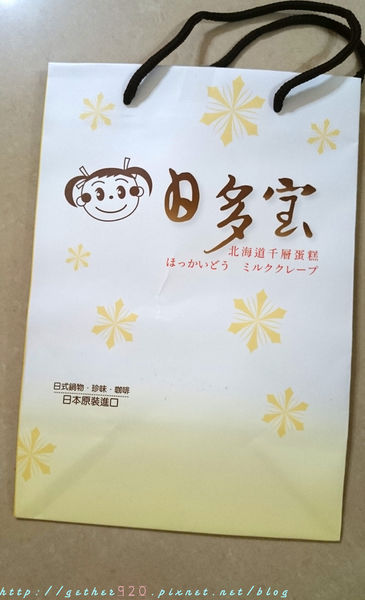 日多宝
北海道千層蛋糕
ほっかいどう ミルククレープ
日式鍋物·珍味·咖啡
日本原裝進口
http://gether920.pixnet.net/blog